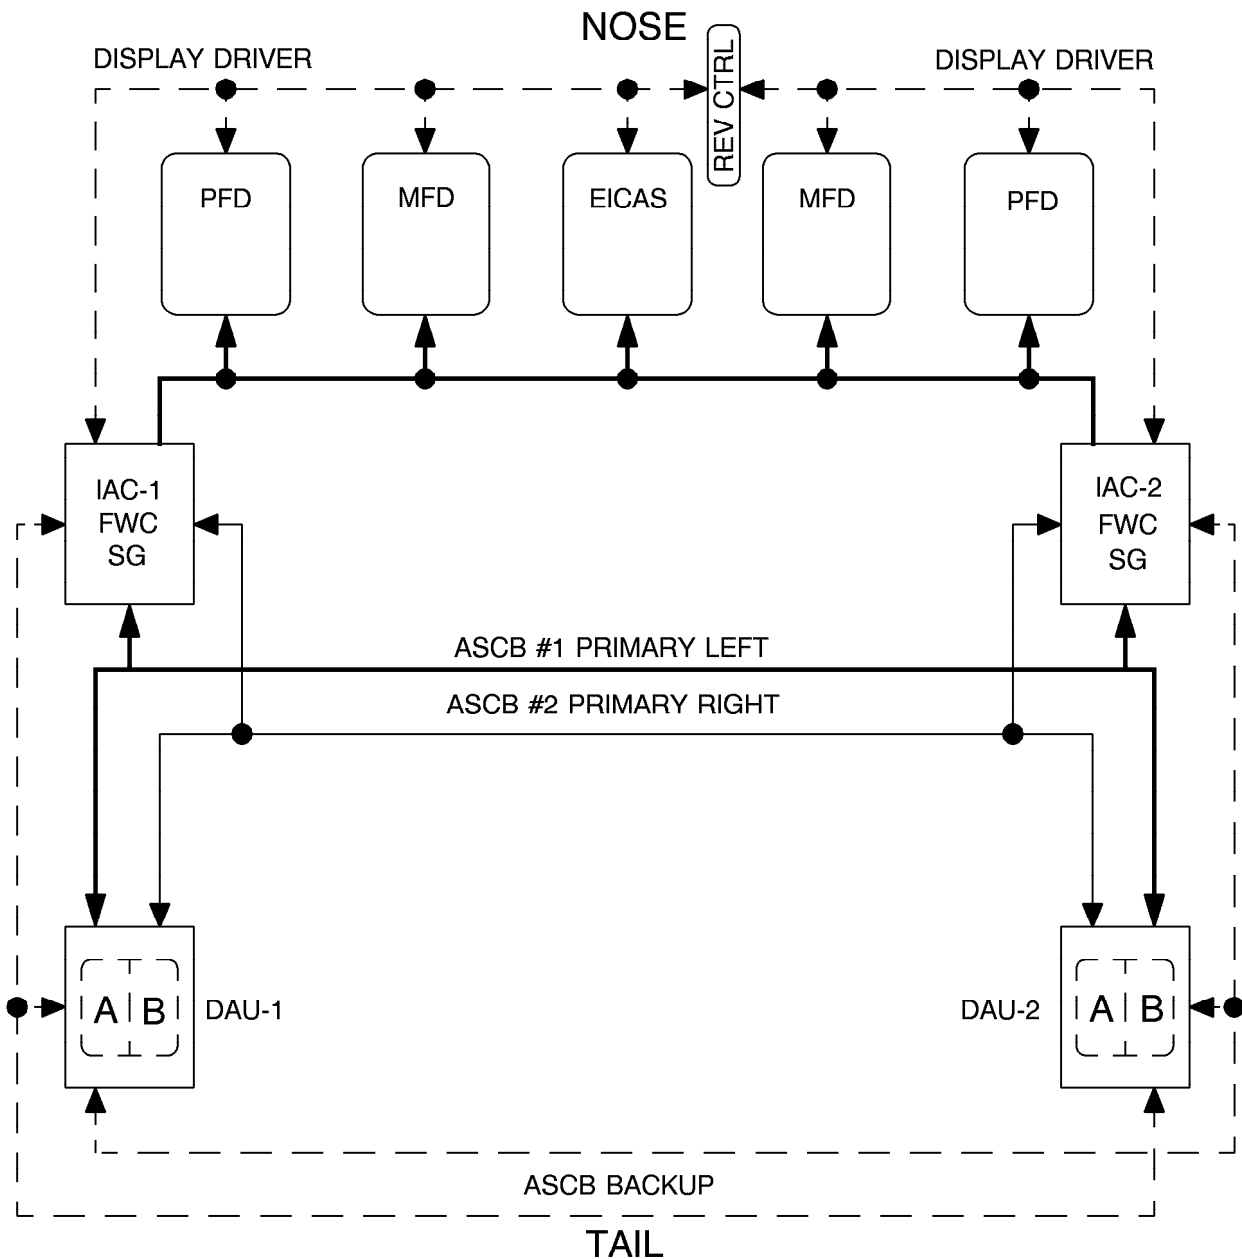 NOSE
DISPLAY DRIVER
REV CTRL
DISPLAY DRIVER
PFD
MFD
EICAS
MFD
PFD
IAC-1
FWC
SG
IAC-2
FWC
SG
ASCB #1 PRIMARY LEFT
ASCB #2 PRIMARY RIGHT
A B
DAU-1
DAU-2
A B
ASCB BACKUP
TAIL